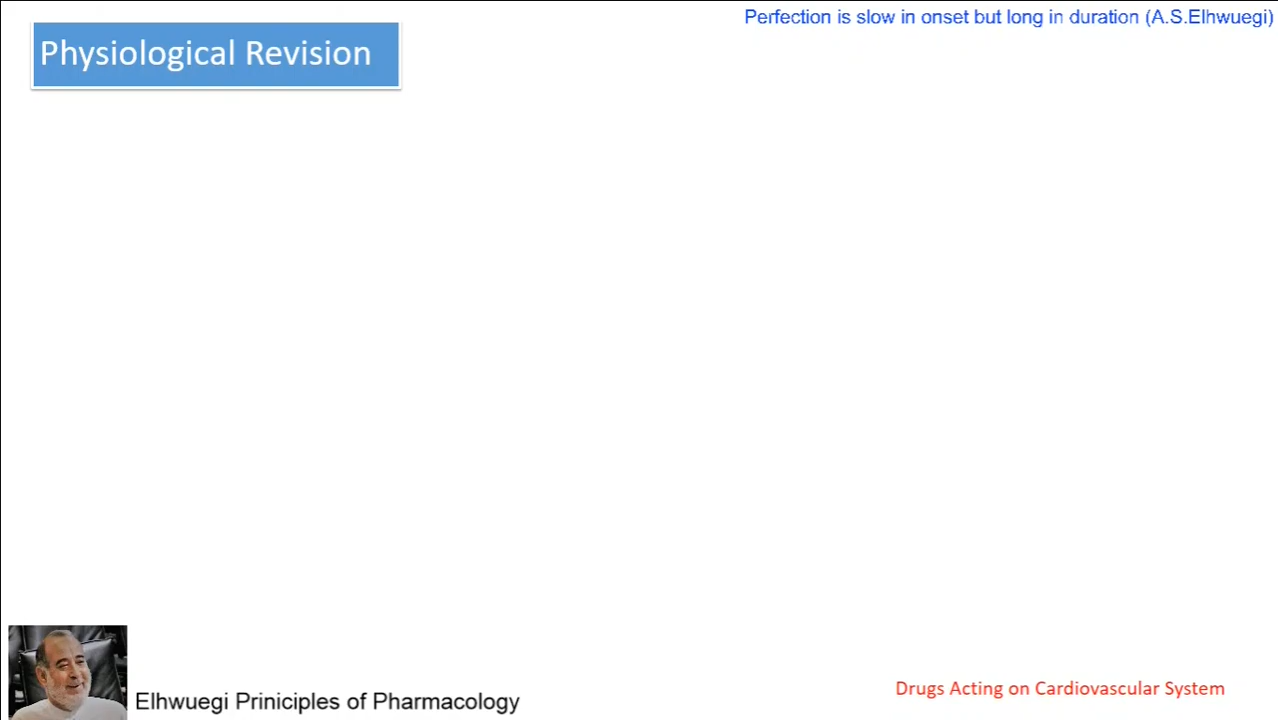 Perfection is slow in onset but long in duration (A.S.Elhwuegi)
Physiological Revision
Elhwuegi Priniciples of Pharmacology
Drugs Acting on Cardiovascular System